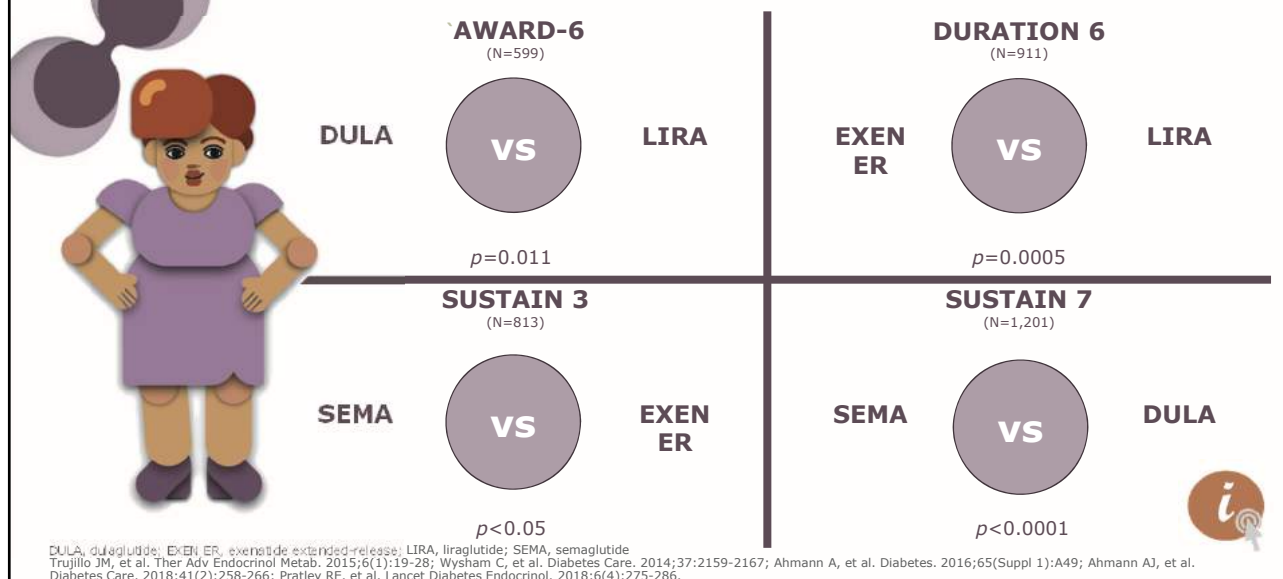 `AWARD-6
(N=599)
DULA
vs
LIRA
p=0.011
DURATION 6
(N=911)
EXEN
ER
vs
LIRA
p=0.0005
SUSTAIN 3
(N=813)
SEMA
vs
EXEN
ER
p<0.05
SUSTAIN 7
(N=1,201)
SEMA
vs
DULA
p<0.0001
i
DULA, dulaglutide; EXEN ER, exenatide extended-release; LIRA, liraglutide; SEMA, semaglutide
Trujillo JM, et al. Ther Adv Endocrinol Metab. 2015;6(1):19-28; Wysham C, et al. Diabetes Care. 2014;37:2159-2167; Ahmann A, et al. Diabetes. 2016;65(Suppl 1):A49; Ahmann AJ, et al.
Diabetes Care. 2018;41(2):258-266; Pratley RE, et al. Lancet Diabetes Endocrinol. 2018;6(4):275-286.